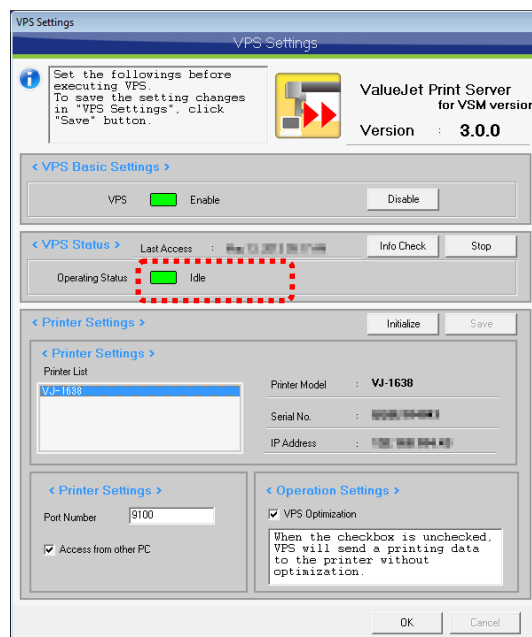 VPS Settings
VPS Settings
Set the followings before
executing VPS.
To save the setting changes
in "VPS Settings", click
"Save" button.
ValueJet Print Server
for VSM version
Version : 3.0.0
< VPS Basic Settings >
VPS Enable Disable
< VPS Status > Last Access : Info Check Stop
Operating Status Idle
< Printer Settings > Initialize Save
< Printer Settings >
Printer List
VJ-1638
Printer Model : VJ-1638
Serial No. :
IP Address :
< Printer Settings >
Port Number 9100
Access from other PC
< Operation Settings >
VPS Optimization
When the checkbox is unchecked,
VPS will send a printing data
to the printer without
optimization.
OK Cancel